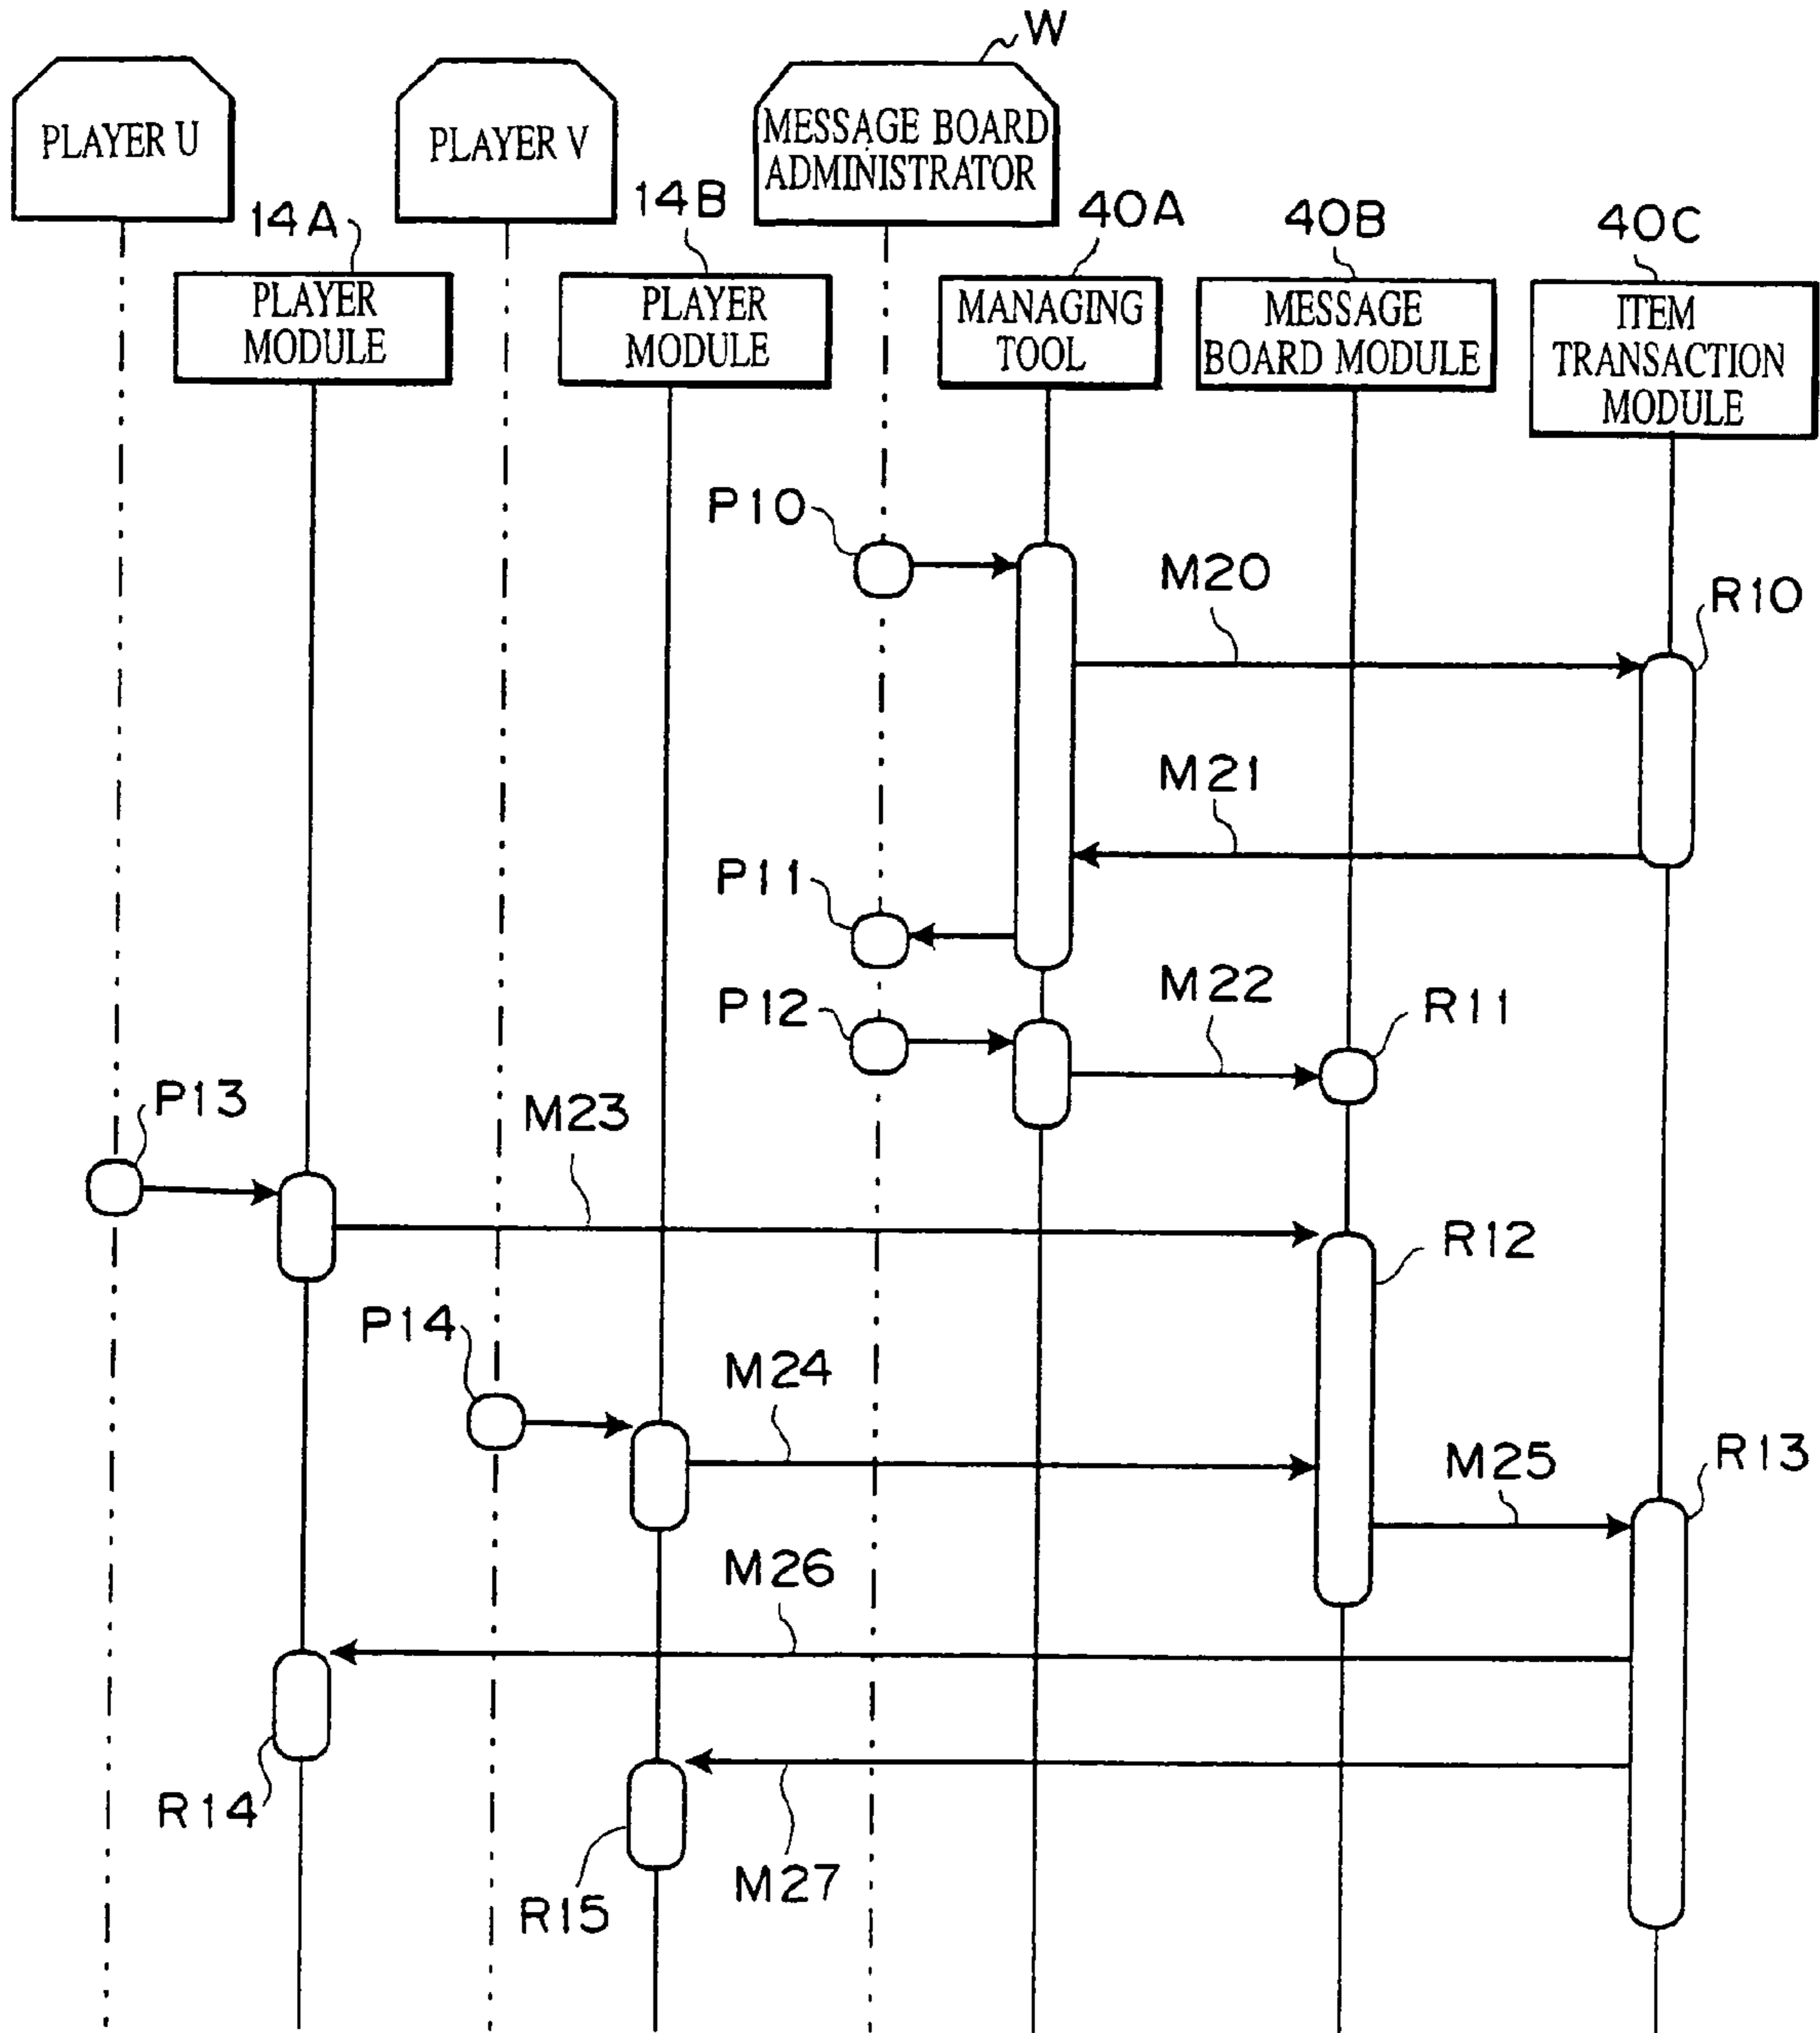 W
PLAYER U
PLAYER V
MESSAGE BOARD
ADMINISTRATOR
14A
14B
40A
40B
40C
PLAYER
MODULE
PLAYER
MODULE
MANAGING
TOOL
MESSAGE
BOARD MODULE
ITEM
TRANSACTION
MODULE
P10
M20
R10
M21
P11
P12
M22
R11
P13
M23
R12
P14
M24
M25
R13
M26
R14
M27
R15